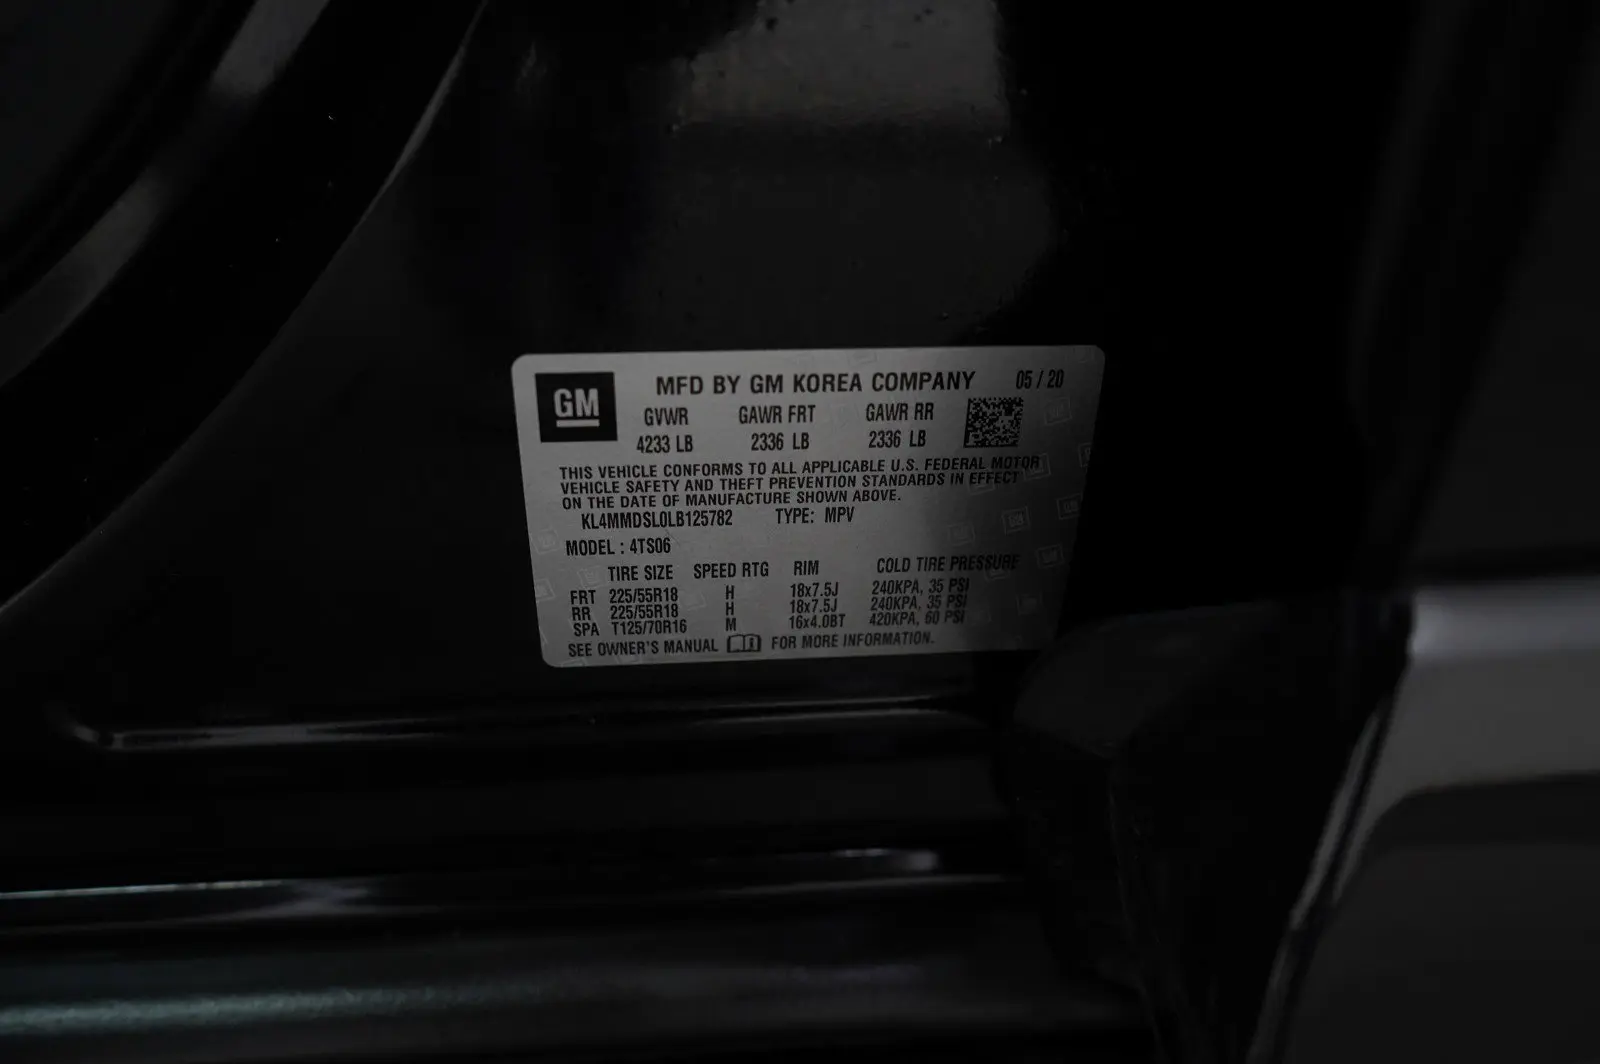 GM MFD BY GM KOREA COMPANY 05 / 20
GVWR GAWR FRT GAWR RR
4233 LB 2336 LB 2336 LB
THIS VEHICLE CONFORMS TO ALL APPLICABLE U.S. FEDERAL MOTOR
VEHICLE SAFETY AND THEFT PREVENTION STANDARDS IN EFFECT
ON THE DATE OF MANUFACTURE SHOWN ABOVE.
KL4MMDSL0LB125782 TYPE: MPV
MODEL : 4TS06
TIRE SIZE SPEED RTG RIM COLD TIRE PRESSURE
FRT 225/55R18 H 18x7.5J 240KPA, 35 PSI
RR 225/55R18 H 18x7.5J 240KPA, 35 PSI
SPA T125/70R16 M 16x4.0BT 420KPA, 60 PSI
SEE OWNER'S MANUAL FOR MORE INFORMATION.